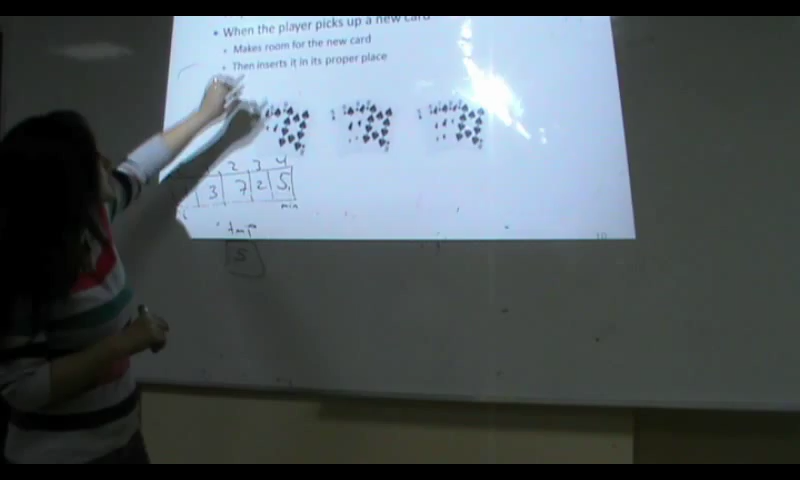 • When the player picks up a new card
• Makes room for the new card
• Then inserts it in its proper place
2 3 4
3 7 2 5
min
tmp
5
10